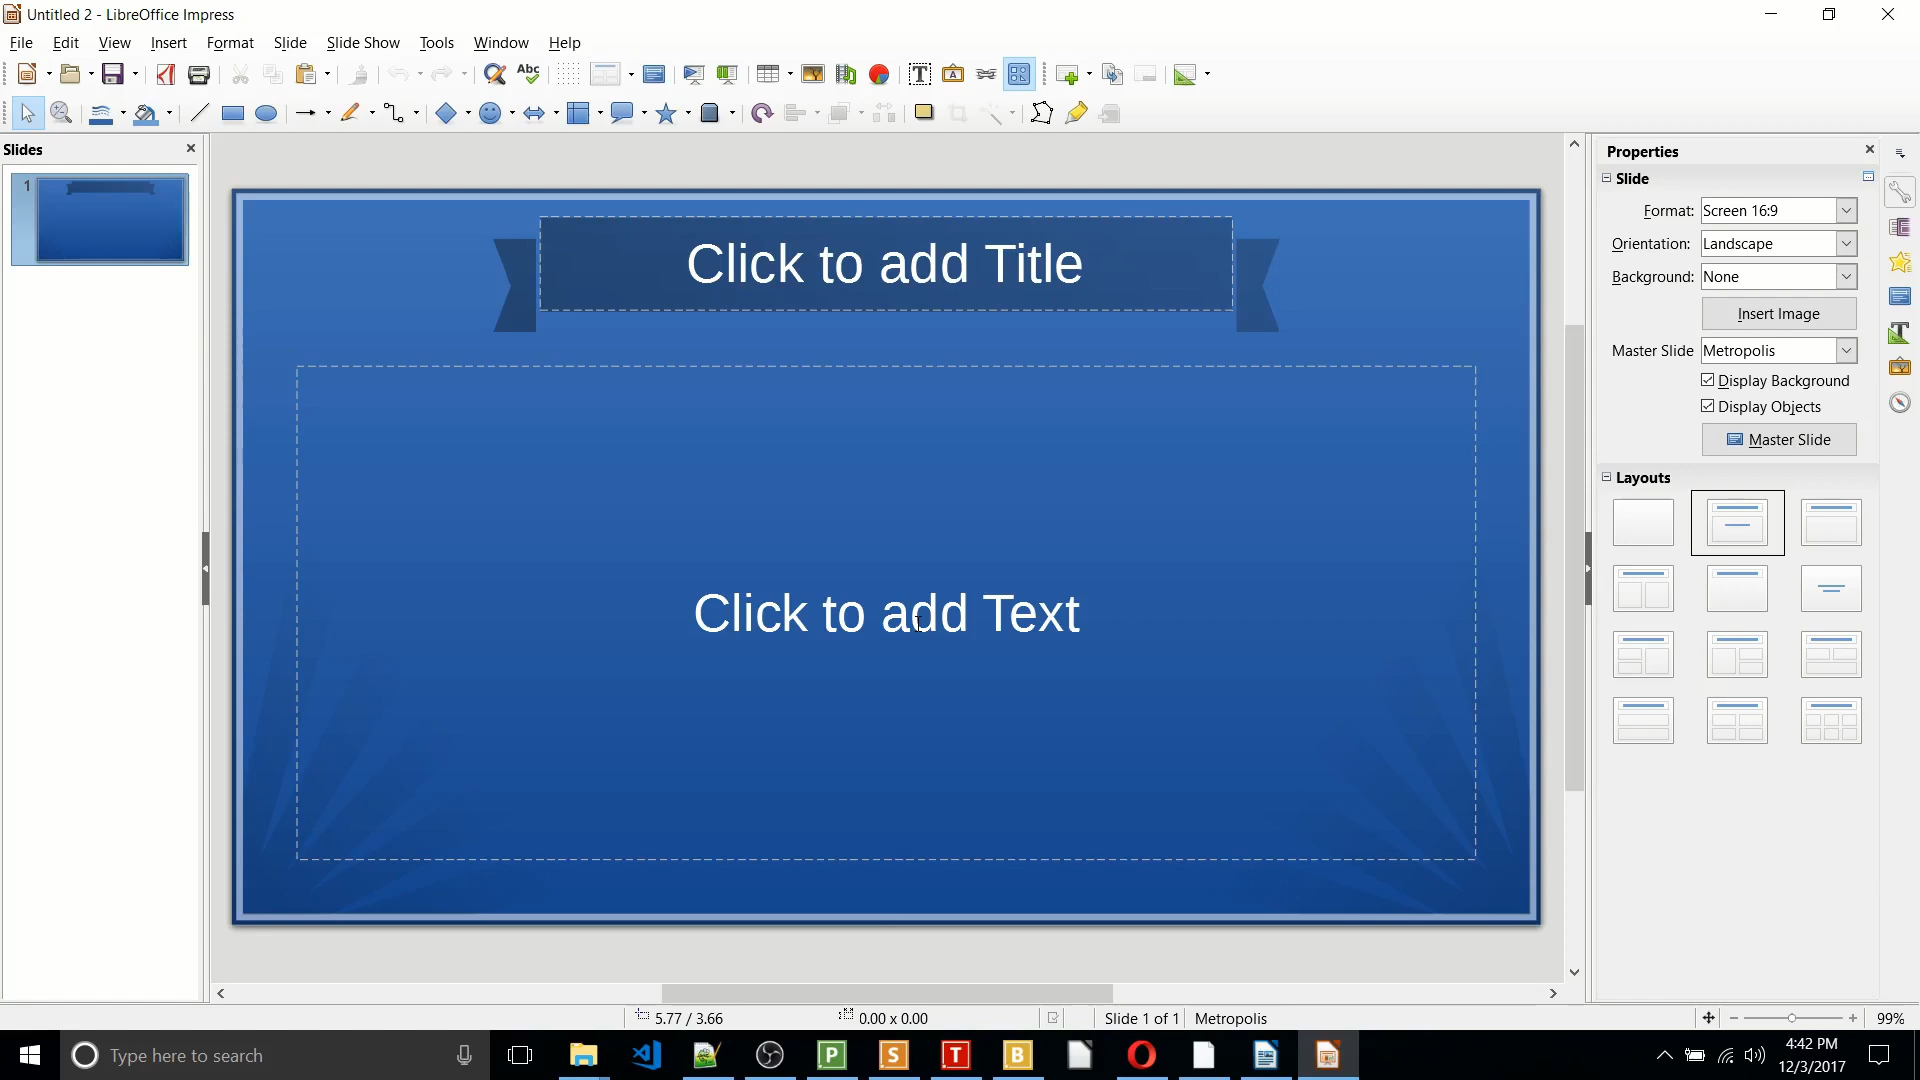 Untitled 2 - LibreOffice Impress
File Edit View Insert Format Slide Slide Show Tools Window Help
Abc
T A
Slides
1
Click to add Title
Click to add Text
Properties
Slide
Format: Screen 16:9
Orientation: Landscape
Background: None
Insert Image
Master Slide Metropolis
Display Background
Display Objects
Master Slide
Layouts
5.77 / 3.66 0.00 x 0.00 Slide 1 of 1 Metropolis 99%
Type here to search P S T B 4:42 PM
12/3/2017